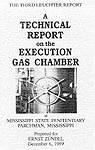 THE THIRD LEUCHTER REPORT
A
TECHNICAL
REPORT
on the
EXECUTION
GAS CHAMBER
at
MISSISSIPPI STATE PENITENTIARY
PARCHMAN, MISSISSIPPI
Prepared for
ERNST ZUNDEL
December 6, 1989